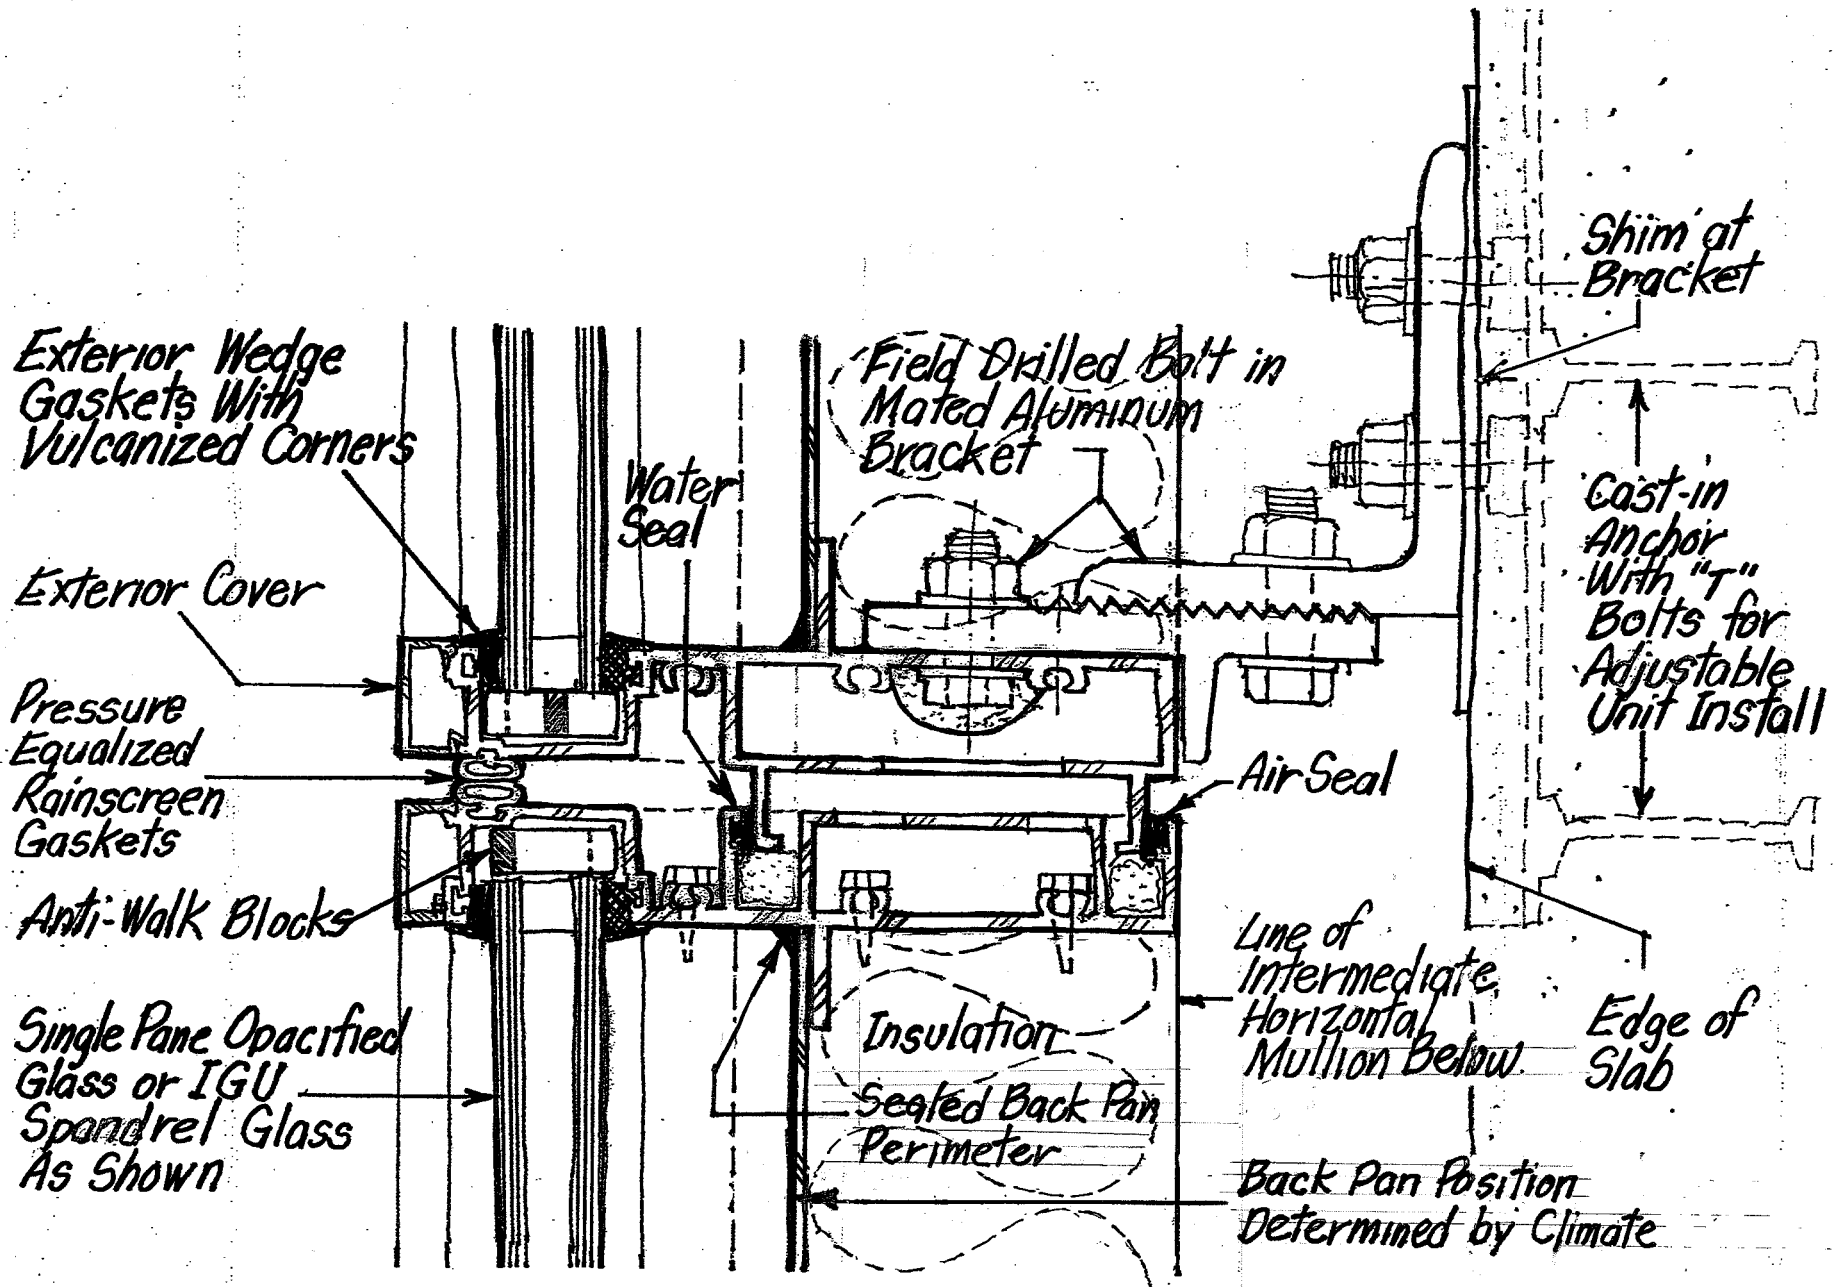 Shim at
Bracket
Exterior Wedge
Gaskets With
Vulcanized Corners
Field Drilled Bolt in
Mated Aluminum
Bracket
Water
Seal
Cast-in
Anchor
With "T"
Bolts for
Adjustable
Unit Install
Exterior Cover
Pressure
Equalized
Rainscreen
Gaskets
Air Seal
Anti-Walk Blocks
Line of
Intermediate
Horizontal
Mullion Below
Edge of
Slab
Single Pane Opacified
Glass or IGU
Spandrel Glass
As Shown
Insulation
Sealed Back Pan
Perimeter
Back Pan Position
Determined by Climate